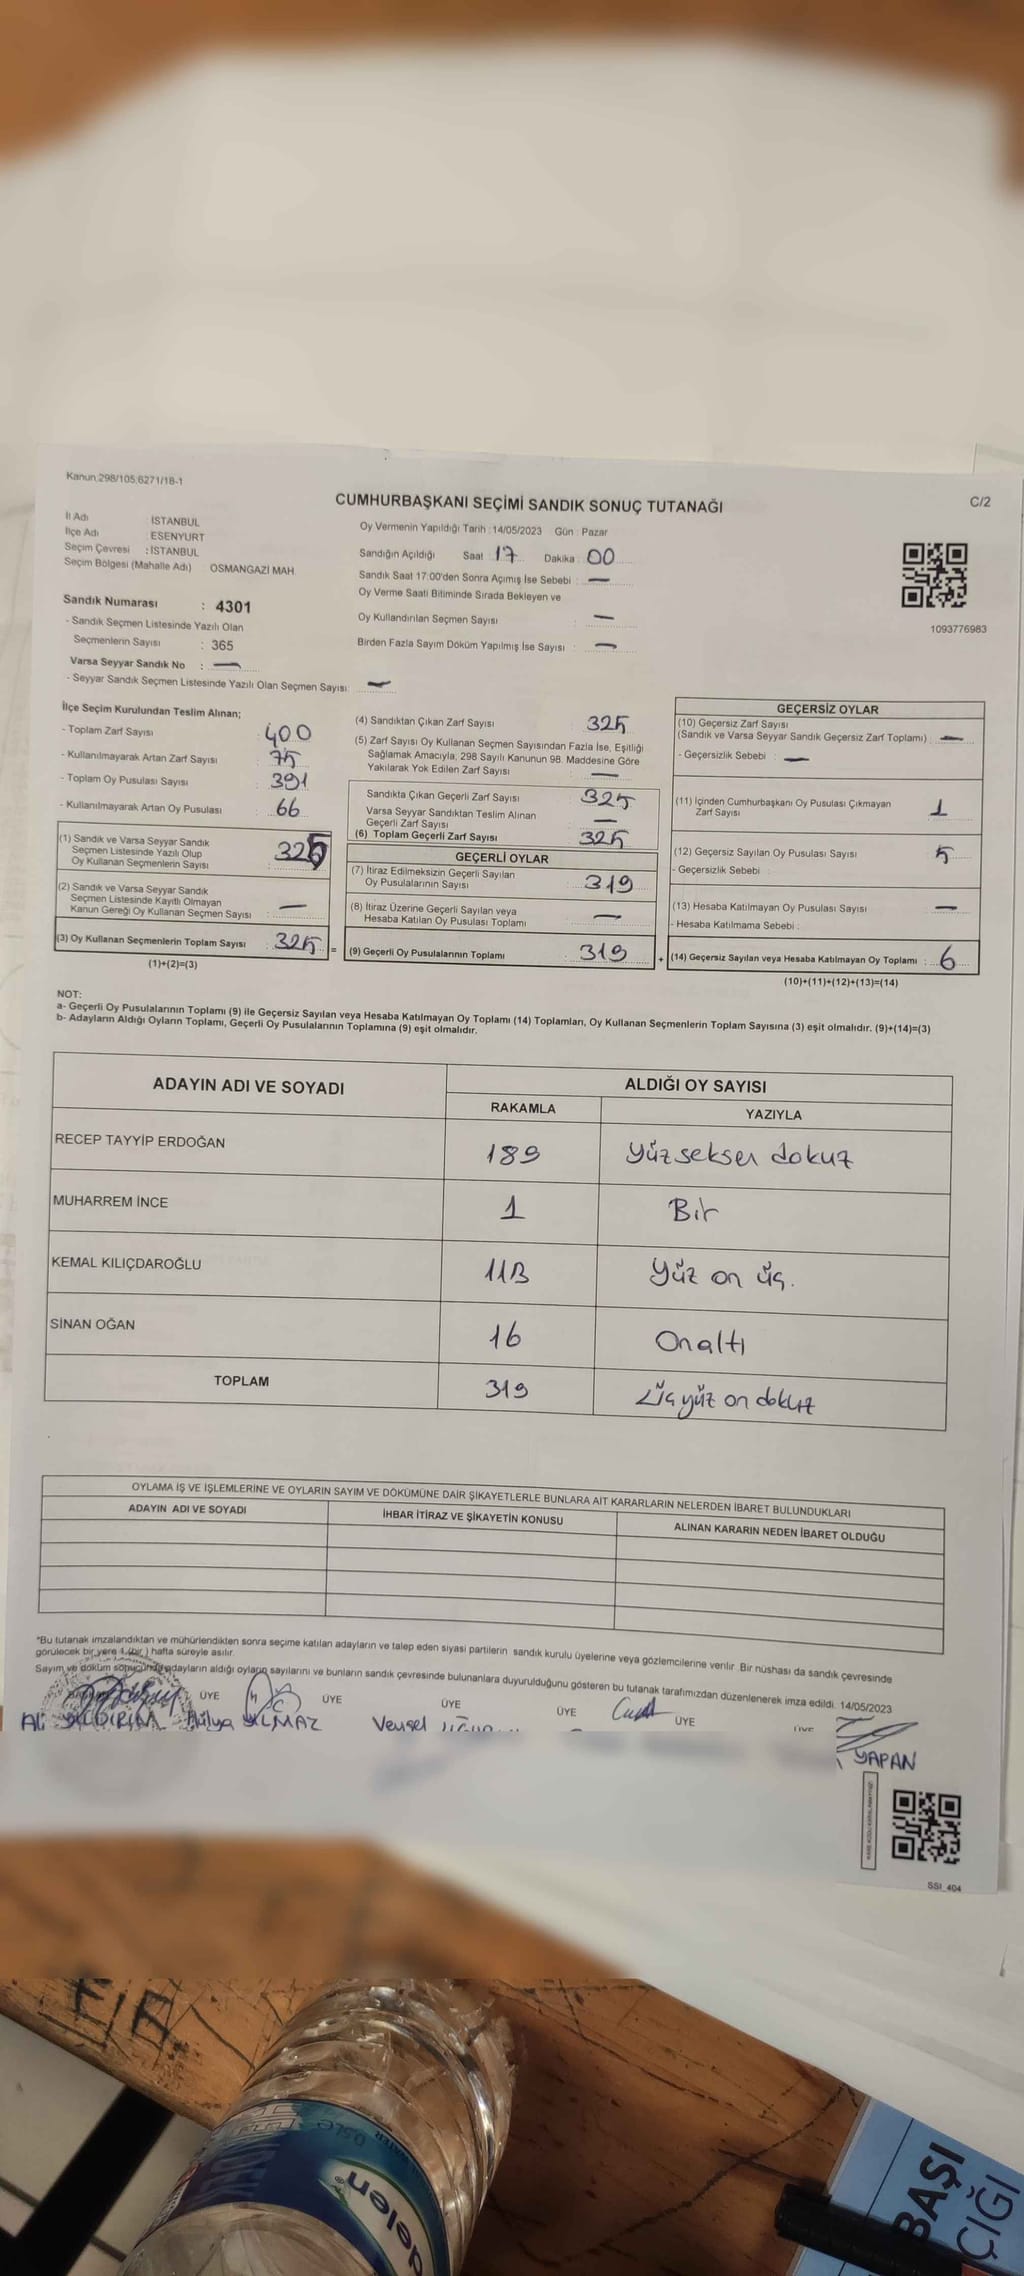 Kanun.298/105,6271/18-1
C/2
CUMHURBAŞKANI SEÇİMİ SANDIK SONUÇ TUTANAĞI
İl Adı : İSTANBUL
İlçe Adı : ESENYURT
Seçim Çevresi : İSTANBUL
Seçim Bölgesi (Mahalle Adı) OSMANGAZİ MAH
Sandık Numarası : 4301
- Sandık Seçmen Listesinde Yazılı Olan
Seçmenlerin Sayısı : 365
Varsa Seyyar Sandık No : —
- Seyyar Sandık Seçmen Listesinde Yazılı Olan Seçmen Sayısı : —
Oy Vermenin Yapıldığı Tarih : 14/05/2023 Gün : Pazar
Sandığın Açıldığı Saat : 17 Dakika : 00
Sandık Saat 17:00'den Sonra Açımış İse Sebebi : —
Oy Verme Saati Bitiminde Sırada Bekleyen ve
Oy Kullandırılan Seçmen Sayısı : —
Birden Fazla Sayım Döküm Yapılmış İse Sayısı : —
1093776983
İlçe Seçim Kurulundan Teslim Alınan;
- Toplam Zarf Sayısı : 400
- Kullanılmayarak Artan Zarf Sayısı : 75
- Toplam Oy Pusulası Sayısı : 391
- Kullanılmayarak Artan Oy Pusulası : 66
(1) Sandık ve Varsa Seyyar Sandık
Seçmen Listesinde Yazılı Olup
Oy Kullanan Seçmenlerin Sayısı : 325
(2) Sandık ve Varsa Seyyar Sandık
Seçmen Listesinde Kayıtlı Olmayan
Kanun Gereği Oy Kullanan Seçmen Sayısı : —
(3) Oy Kullanan Seçmenlerin Toplam Sayısı : 325 =
(1)+(2)=(3)
(4) Sandıktan Çıkan Zarf Sayısı : 325
(5) Zarf Sayısı Oy Kullanan Seçmen Sayısından Fazla İse, Eşitliği
Sağlamak Amacıyla; 298 Sayılı Kanunun 98. Maddesine Göre
Yakılarak Yok Edilen Zarf Sayısı : —
Sandıkta Çıkan Geçerli Zarf Sayısı : 325
Varsa Seyyar Sandıktan Teslim Alınan
Geçerli Zarf Sayısı : —
(6) Toplam Geçerli Zarf Sayısı : 325
GEÇERLİ OYLAR
(7) İtiraz Edilmeksizin Geçerli Sayılan
Oy Pusulalarının Sayısı : 319
(8) İtiraz Üzerine Geçerli Sayılan veya
Hesaba Katılan Oy Pusulası Toplamı : —
(9) Geçerli Oy Pusulalarının Toplamı : 319 +
GEÇERSİZ OYLAR
(10) Geçersiz Zarf Sayısı
(Sandık ve Varsa Seyyar Sandık Geçersiz Zarf Toplamı) : —
- Geçersizlik Sebebi : —
(11) İçinden Cumhurbaşkanı Oy Pusulası Çıkmayan
Zarf Sayısı : 1
(12) Geçersiz Sayılan Oy Pusulası Sayısı : 5
- Geçersizlik Sebebi :
(13) Hesaba Katılmayan Oy Pusulası Sayısı : —
- Hesaba Katılmama Sebebi :
(14) Geçersiz Sayılan veya Hesaba Katılmayan Oy Toplamı : 6
(10)+(11)+(12)+(13)=(14)
NOT:
a- Geçerli Oy Pusulalarının Toplamı (9) ile Geçersiz Sayılan veya Hesaba Katılmayan Oy Toplamı (14) Toplamları, Oy Kullanan Seçmenlerin Toplam Sayısına (3) eşit olmalıdır. (9)+(14)=(3)
b- Adayların Aldığı Oyların Toplamı, Geçerli Oy Pusulalarının Toplamına (9) eşit olmalıdır.
ADAYIN ADI VE SOYADI ALDIĞI OY SAYISI
RAKAMLA YAZIYLA
RECEP TAYYİP ERDOĞAN 189 Yüzseksen dokuz
MUHARREM İNCE 1 Bir
KEMAL KILIÇDAROĞLU 113 Yüz on üç.
SİNAN OĞAN 16 Onaltı
TOPLAM 319 Üçyüz on dokuz
OYLAMA İŞ VE İŞLEMLERİNE VE OYLARIN SAYIM VE DÖKÜMÜNE DAİR ŞİKAYETLERLE BUNLARA AİT KARARLARIN NELERDEN İBARET BULUNDUKLARI
ADAYIN ADI VE SOYADI İHBAR İTİRAZ VE ŞİKAYETİN KONUSU ALINAN KARARIN NEDEN İBARET OLDUĞU
*Bu tutanak imzalandıktan ve mühürlendikten sonra seçime katılan adayların ve talep eden siyasi partilerin sandık kurulu üyelerine veya gözlemcilerine verilir. Bir nüshası da sandık çevresinde
görülecek bir yere 1 (bir ) hafta süreyle asılır.
Sayım ve döküm sonucunda adayların aldığı oyların sayılarını ve bunların sandık çevresinde bulunanlara duyurulduğunu gösteren bu tutanak tarafımızdan düzenlenerek imza edildi. 14/05/2023
ÜYE ÜYE ÜYE ÜYE ÜYE
Ali YILDIRIM Hülya YILMAZ Veysel
YAPAN
SSI_404
EFE
0,5Le
delen
BAŞI
ÇIĞI